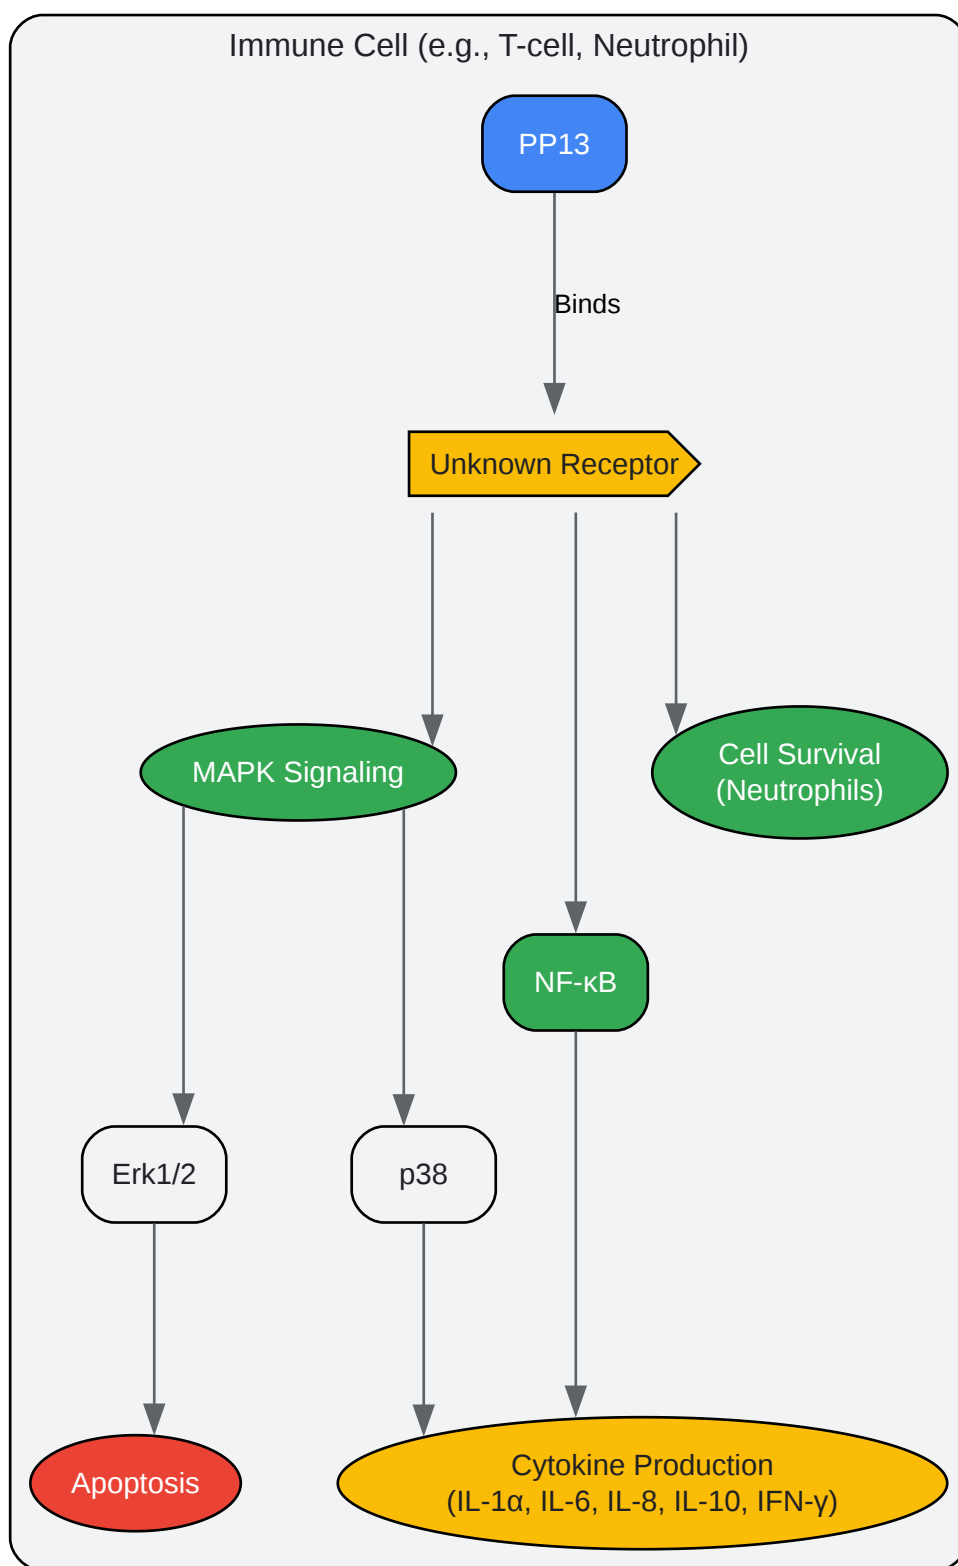 Immune Cell (e.g., T-cell, Neutrophil)
PP13
Binds
Unknown Receptor
MAPK Signaling
Cell Survival
(Neutrophils)
NF-κB
Erk1/2
p38
Apoptosis
Cytokine Production
(IL-1α, IL-6, IL-8, IL-10, IFN-γ)